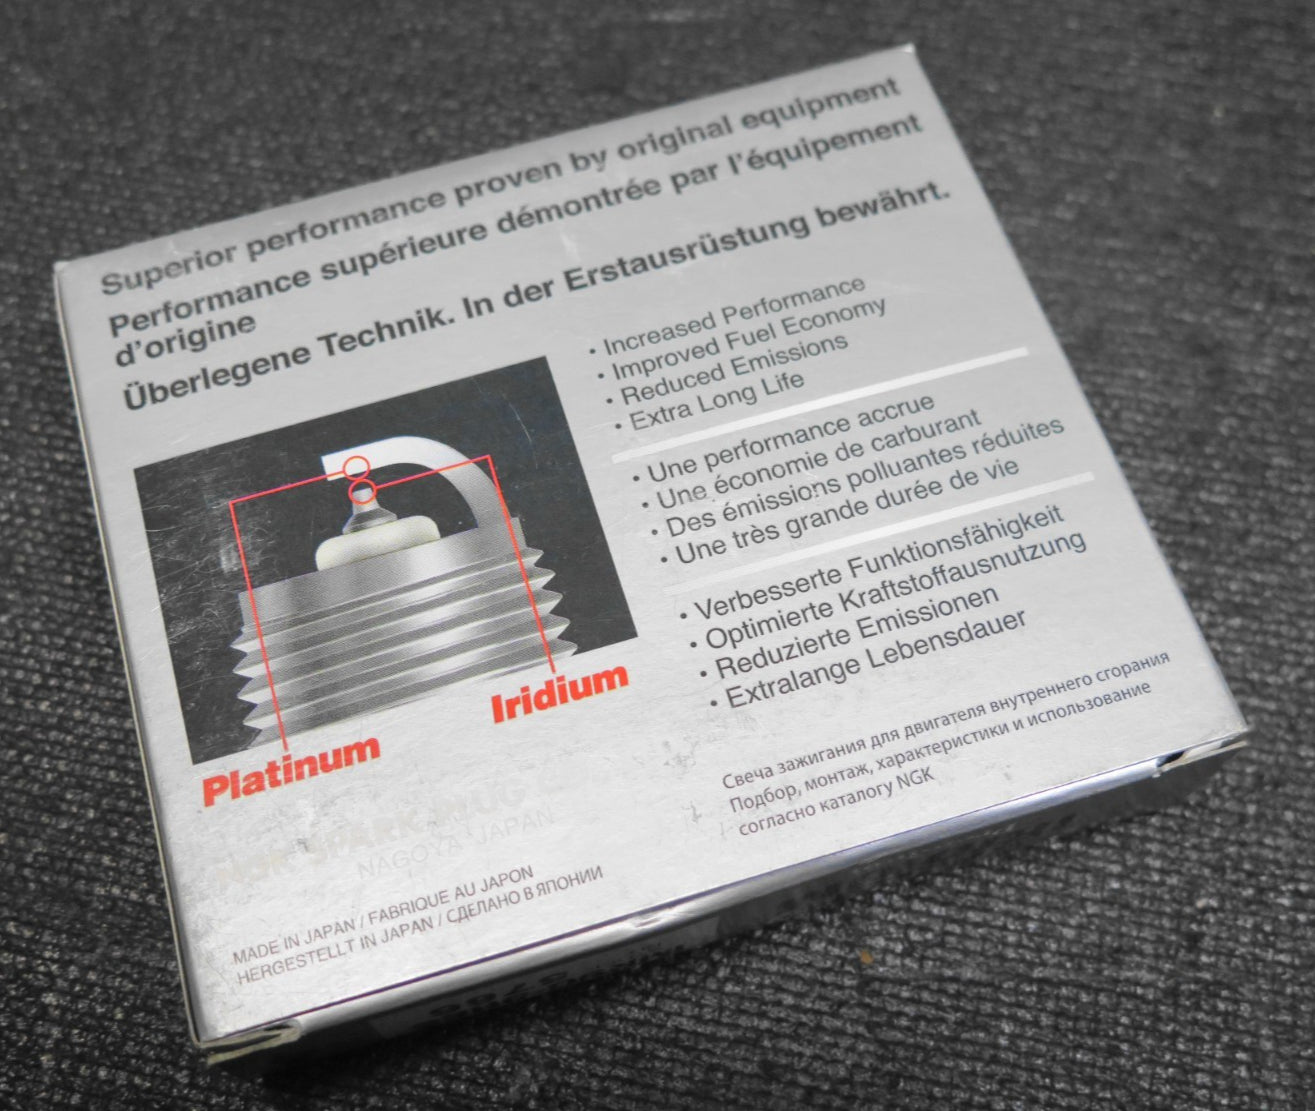 Superior performance proven by original equipment
Performance supérieure démontrée par l'équipement
d'origine
Überlegene Technik. In der Erstausrüstung bewährt.
• Increased Performance
• Improved Fuel Economy
• Reduced Emissions
• Extra Long Life
• Une performance accrue
• Une économie de carburant
• Des émissions polluantes réduites
• Une très grande durée de vie
• Verbesserte Funktionsfähigkeit
• Optimierte Kraftstoffausnutzung
• Reduzierte Emissionen
• Extralange Lebensdauer
Iridium
Platinum
Свеча зажигания для двигателя внутреннего сгорания
Подбор, монтаж, характеристики и использование
согласно каталогу NGK
NGK SPARK PLUG
NAGOYA JAPAN
MADE IN JAPAN / FABRIQUE AU JAPON
HERGESTELLT IN JAPAN / СДЕЛАНО В ЯПОНИИ